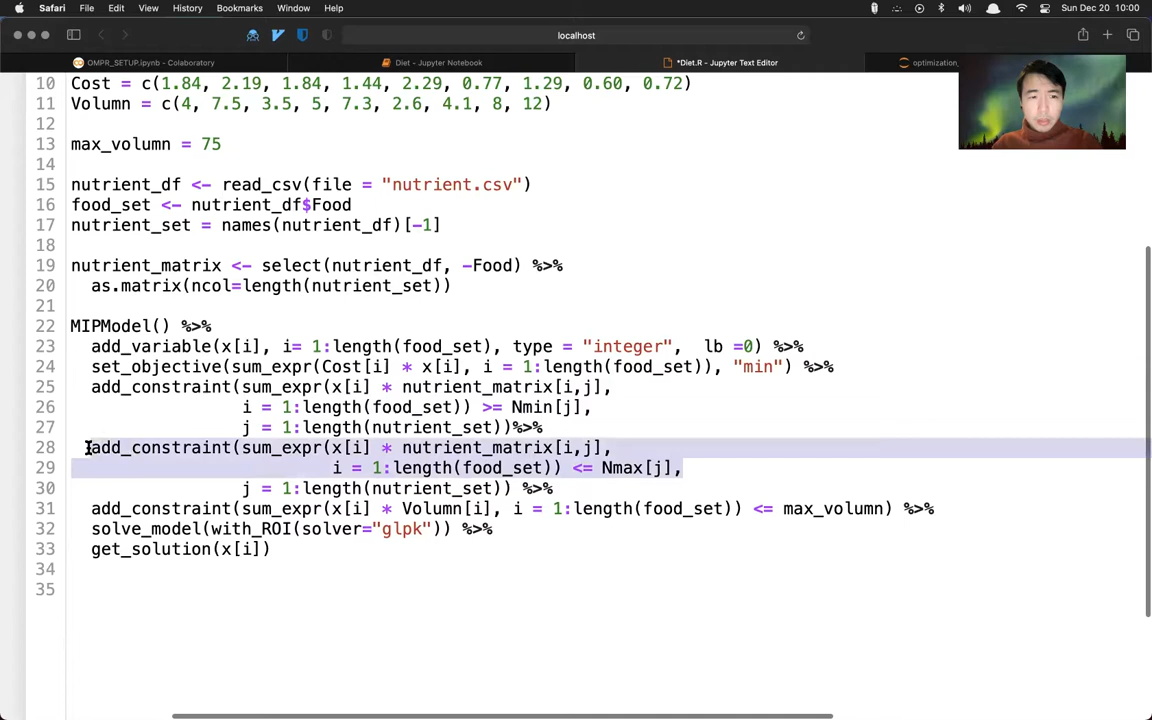 Safari File Edit View History Bookmarks Window Help Sun Dec 20 10:00
localhost
OMPR_SETUP.ipynb - Colaboratory Diet - Jupyter Notebook *Diet.R - Jupyter Text Editor optimization_
10 Cost = c(1.84, 2.19, 1.84, 1.44, 2.29, 0.77, 1.29, 0.60, 0.72)
11 Volumn = c(4, 7.5, 3.5, 5, 7.3, 2.6, 4.1, 8, 12)
12
13 max_volumn = 75
14
15 nutrient_df <- read_csv(file = "nutrient.csv")
16 food_set <- nutrient_df$Food
17 nutrient_set = names(nutrient_df)[-1]
18
19 nutrient_matrix <- select(nutrient_df, -Food) %>%
20 as.matrix(ncol=length(nutrient_set))
21
22 MIPModel() %>%
23 add_variable(x[i], i= 1:length(food_set), type = "integer", lb =0) %>%
24 set_objective(sum_expr(Cost[i] * x[i], i = 1:length(food_set)), "min") %>%
25 add_constraint(sum_expr(x[i] * nutrient_matrix[i,j],
26 i = 1:length(food_set)) >= Nmin[j],
27 j = 1:length(nutrient_set))%>%
28 add_constraint(sum_expr(x[i] * nutrient_matrix[i,j],
29 i = 1:length(food_set)) <= Nmax[j],
30 j = 1:length(nutrient_set)) %>%
31 add_constraint(sum_expr(x[i] * Volumn[i], i = 1:length(food_set)) <= max_volumn) %>%
32 solve_model(with_ROI(solver="glpk")) %>%
33 get_solution(x[i])
34
35